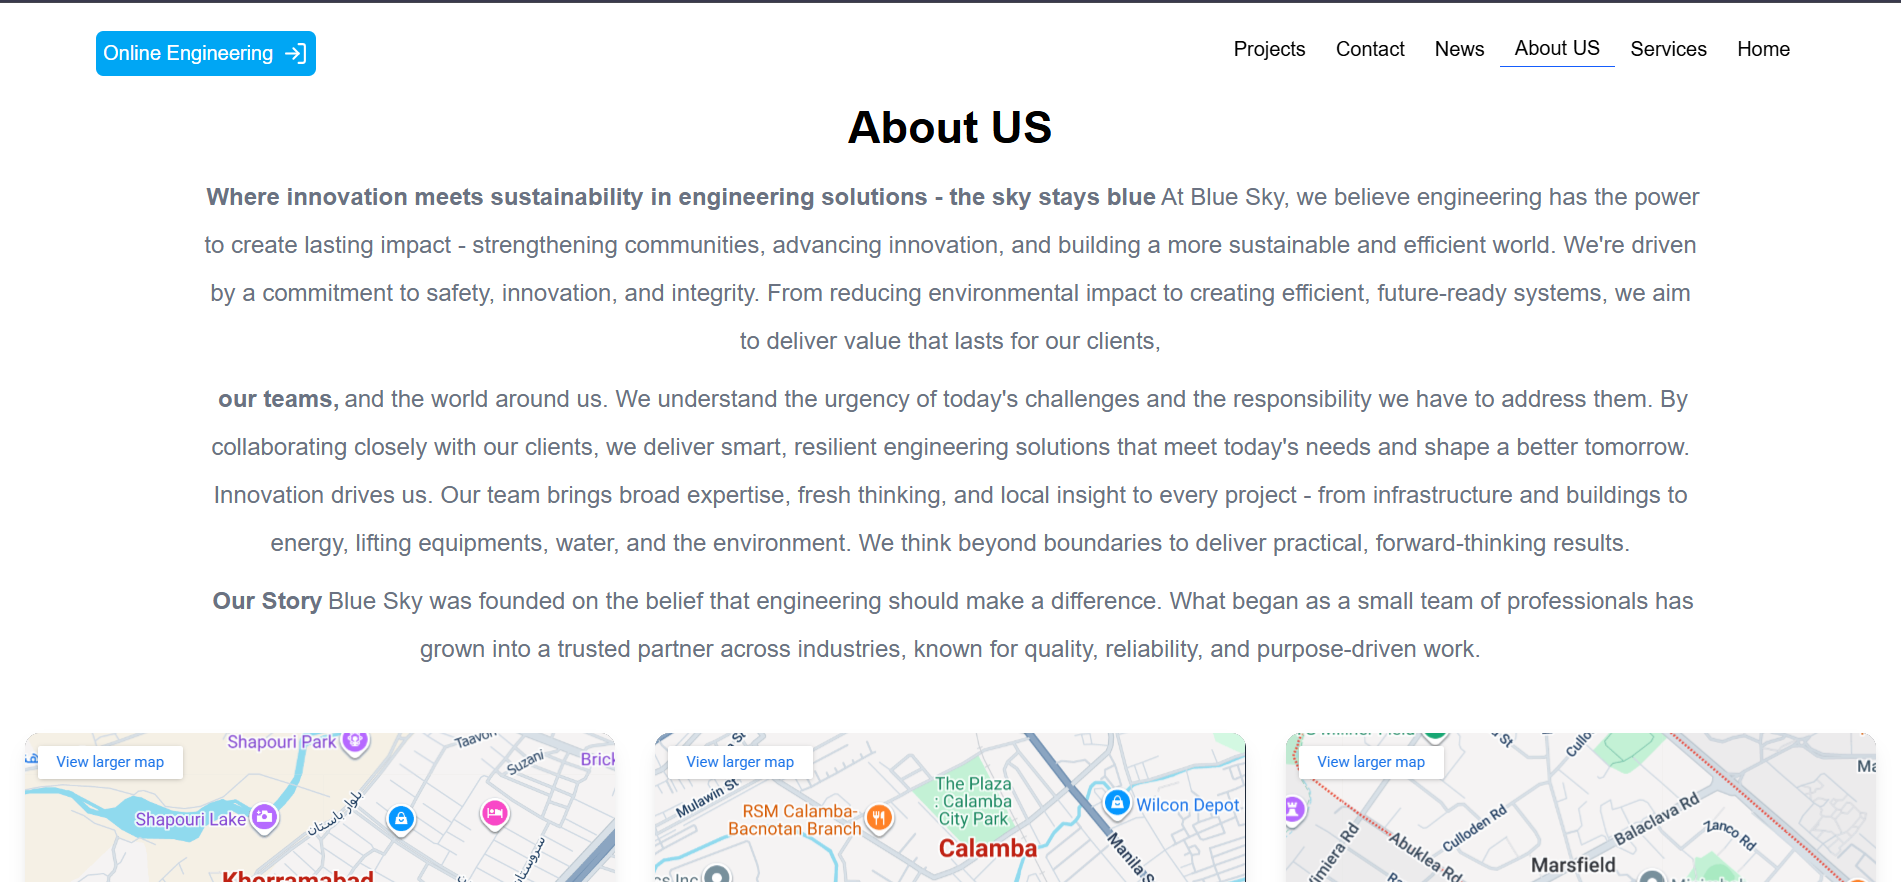 Online Engineering
Projects Contact News About US Services Home
About US
Where innovation meets sustainability in engineering solutions - the sky stays blue At Blue Sky, we believe engineering has the power
to create lasting impact - strengthening communities, advancing innovation, and building a more sustainable and efficient world. We're driven
by a commitment to safety, innovation, and integrity. From reducing environmental impact to creating efficient, future-ready systems, we aim
to deliver value that lasts for our clients,
our teams, and the world around us. We understand the urgency of today's challenges and the responsibility we have to address them. By
collaborating closely with our clients, we deliver smart, resilient engineering solutions that meet today's needs and shape a better tomorrow.
Innovation drives us. Our team brings broad expertise, fresh thinking, and local insight to every project - from infrastructure and buildings to
energy, lifting equipments, water, and the environment. We think beyond boundaries to deliver practical, forward-thinking results.
Our Story Blue Sky was founded on the belief that engineering should make a difference. What began as a small team of professionals has
grown into a trusted partner across industries, known for quality, reliability, and purpose-driven work.
View larger map
Shapouri Park
Taavon
Suzani
Brick
Shapouri Lake
بلوار باستان
Khorramabad
View larger map
Mulawin St
RSM Calamba-
Bacnotan Branch
The Plaza
: Calamba
City Park
Wilcon Depot
Calamba
Manila S
cs Inc
View larger map
St
Cullo
Ma
Culloden Rd
Balaclava Rd
Zanco Rd
Abuklea Rd
imiera Rd
Marsfield